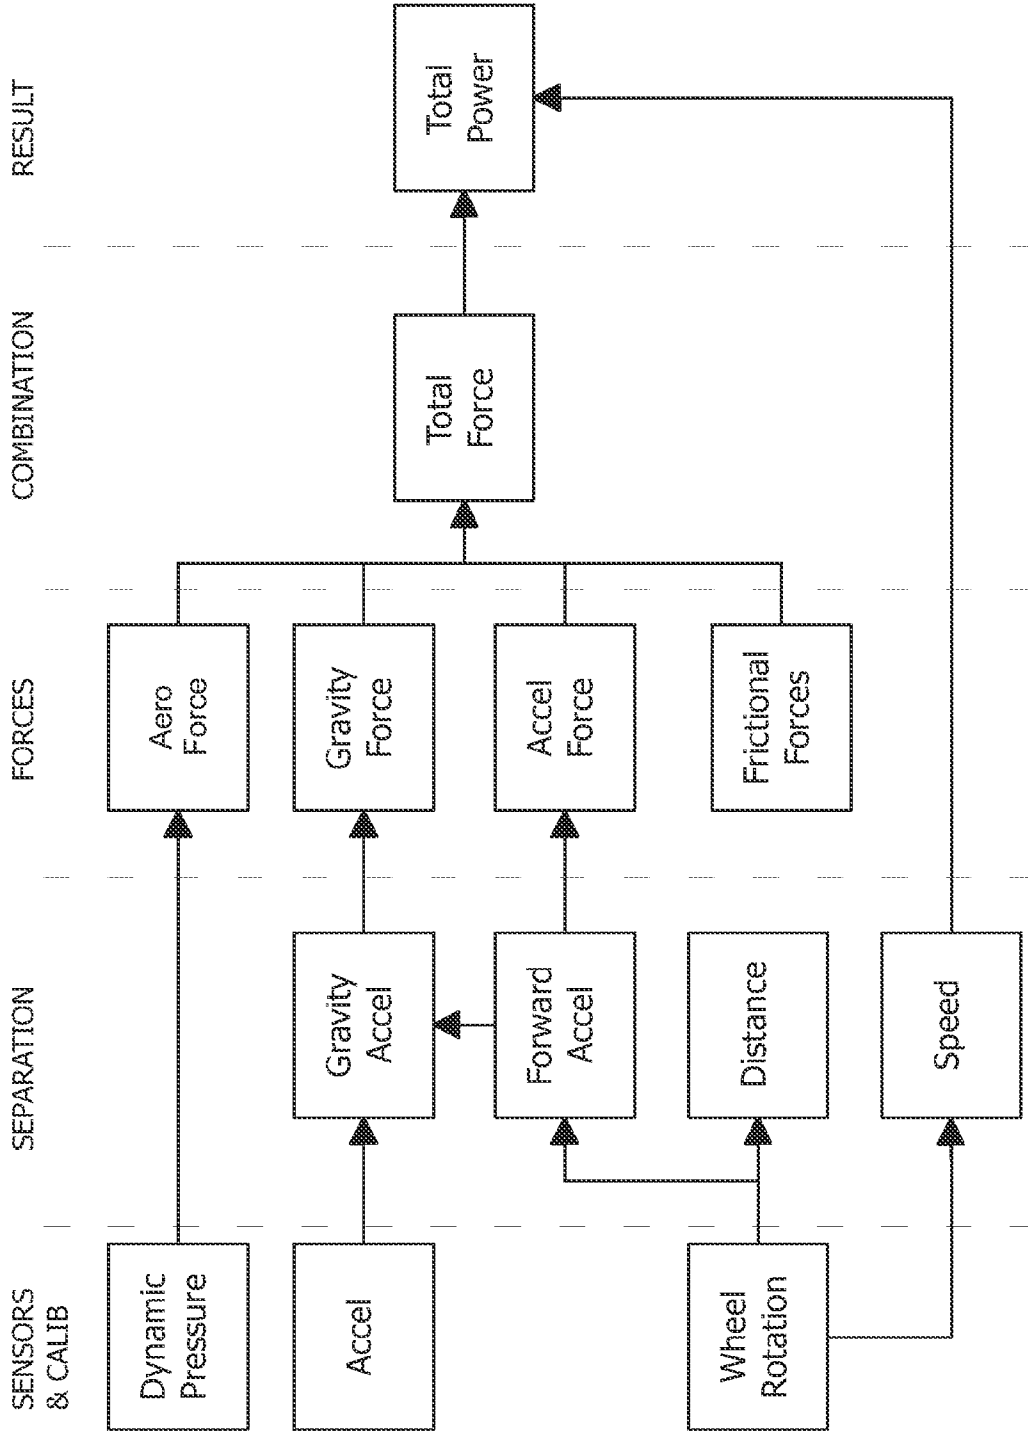 SENSORS
& CALIB
SEPARATION
FORCES
COMBINATION
RESULT
Dynamic
Pressure
Aero
Force
Accel
Gravity
Accel
Gravity
Force
Total
Force
Total
Power
Forward
Accel
Accel
Force
Wheel
Rotation
Distance
Frictional
Forces
Speed